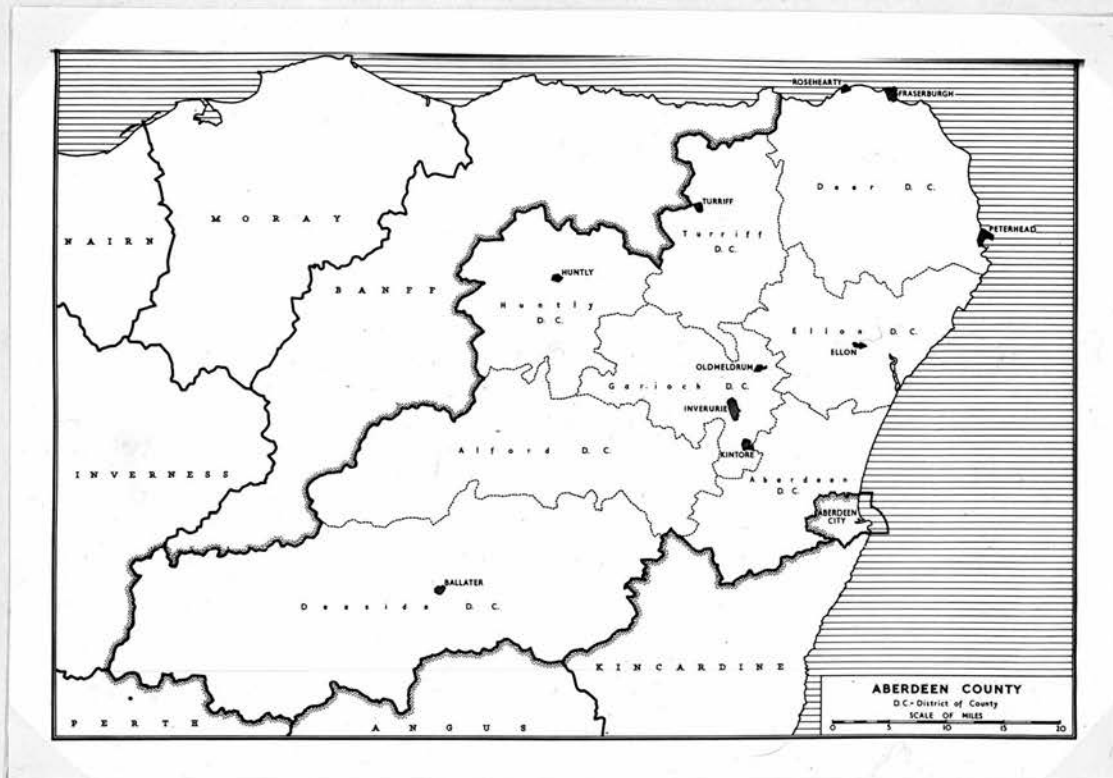 ROSEHEARTY
FRASERBURGH
Deer D.C.
MORAY
TURRIFF
NAIRN
Turriff
D.C.
PETERHEAD
HUNTLY
BANFF
Huntly
D.C.
Ellon D.C.
ELLON
OLDMELDRUM
Garioch D.C.
INVERURIE
Alford D.C.
KINTORE
INVERNESS
Aberdeen
D.C.
ABERDEEN
CITY
BALLATER
Deeside D.C.
KINCARDINE
PERTH
ANGUS
ABERDEEN COUNTY
D.C.- District of County
SCALE OF MILES
0 5 10 15 20